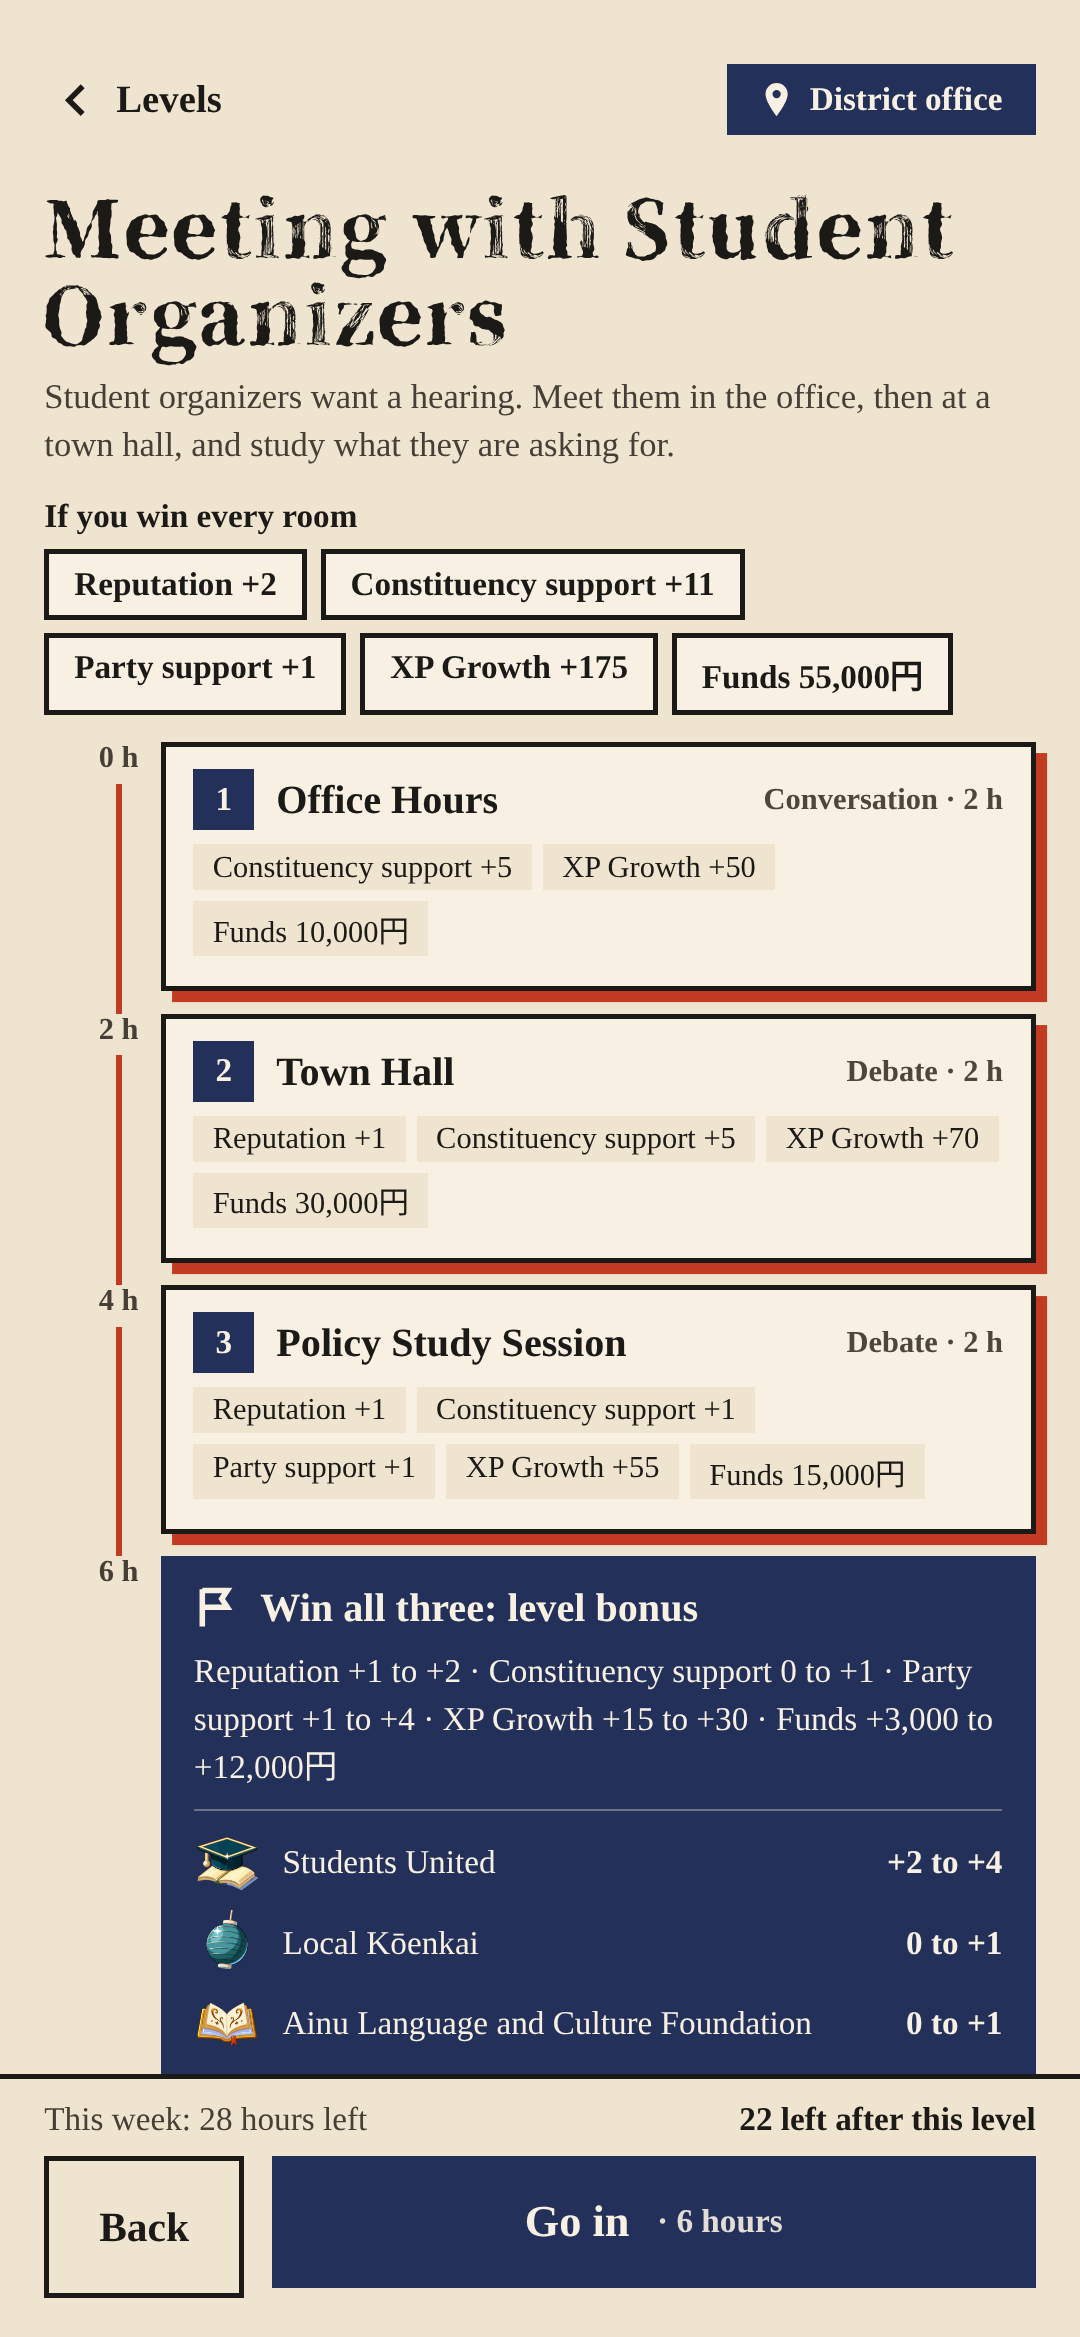 Levels
District office
Meeting with Student
Organizers
Student organizers want a hearing. Meet them in the office, then at a
town hall, and study what they are asking for.
If you win every room
Reputation +2
Constituency support +11
Party support +1
XP Growth +175
Funds 55,000円
0 h
1
Office Hours
Conversation · 2 h
Constituency support +5
XP Growth +50
Funds 10,000円
2 h
2
Town Hall
Debate · 2 h
Reputation +1
Constituency support +5
XP Growth +70
Funds 30,000円
4 h
3
Policy Study Session
Debate · 2 h
Reputation +1
Constituency support +1
Party support +1
XP Growth +55
Funds 15,000円
6 h
Win all three: level bonus
Reputation +1 to +2 · Constituency support 0 to +1 · Party
support +1 to +4 · XP Growth +15 to +30 · Funds +3,000 to
+12,000円
Students United
+2 to +4
Local Kōenkai
0 to +1
Ainu Language and Culture Foundation
0 to +1
This week: 28 hours left
22 left after this level
Back
Go in · 6 hours